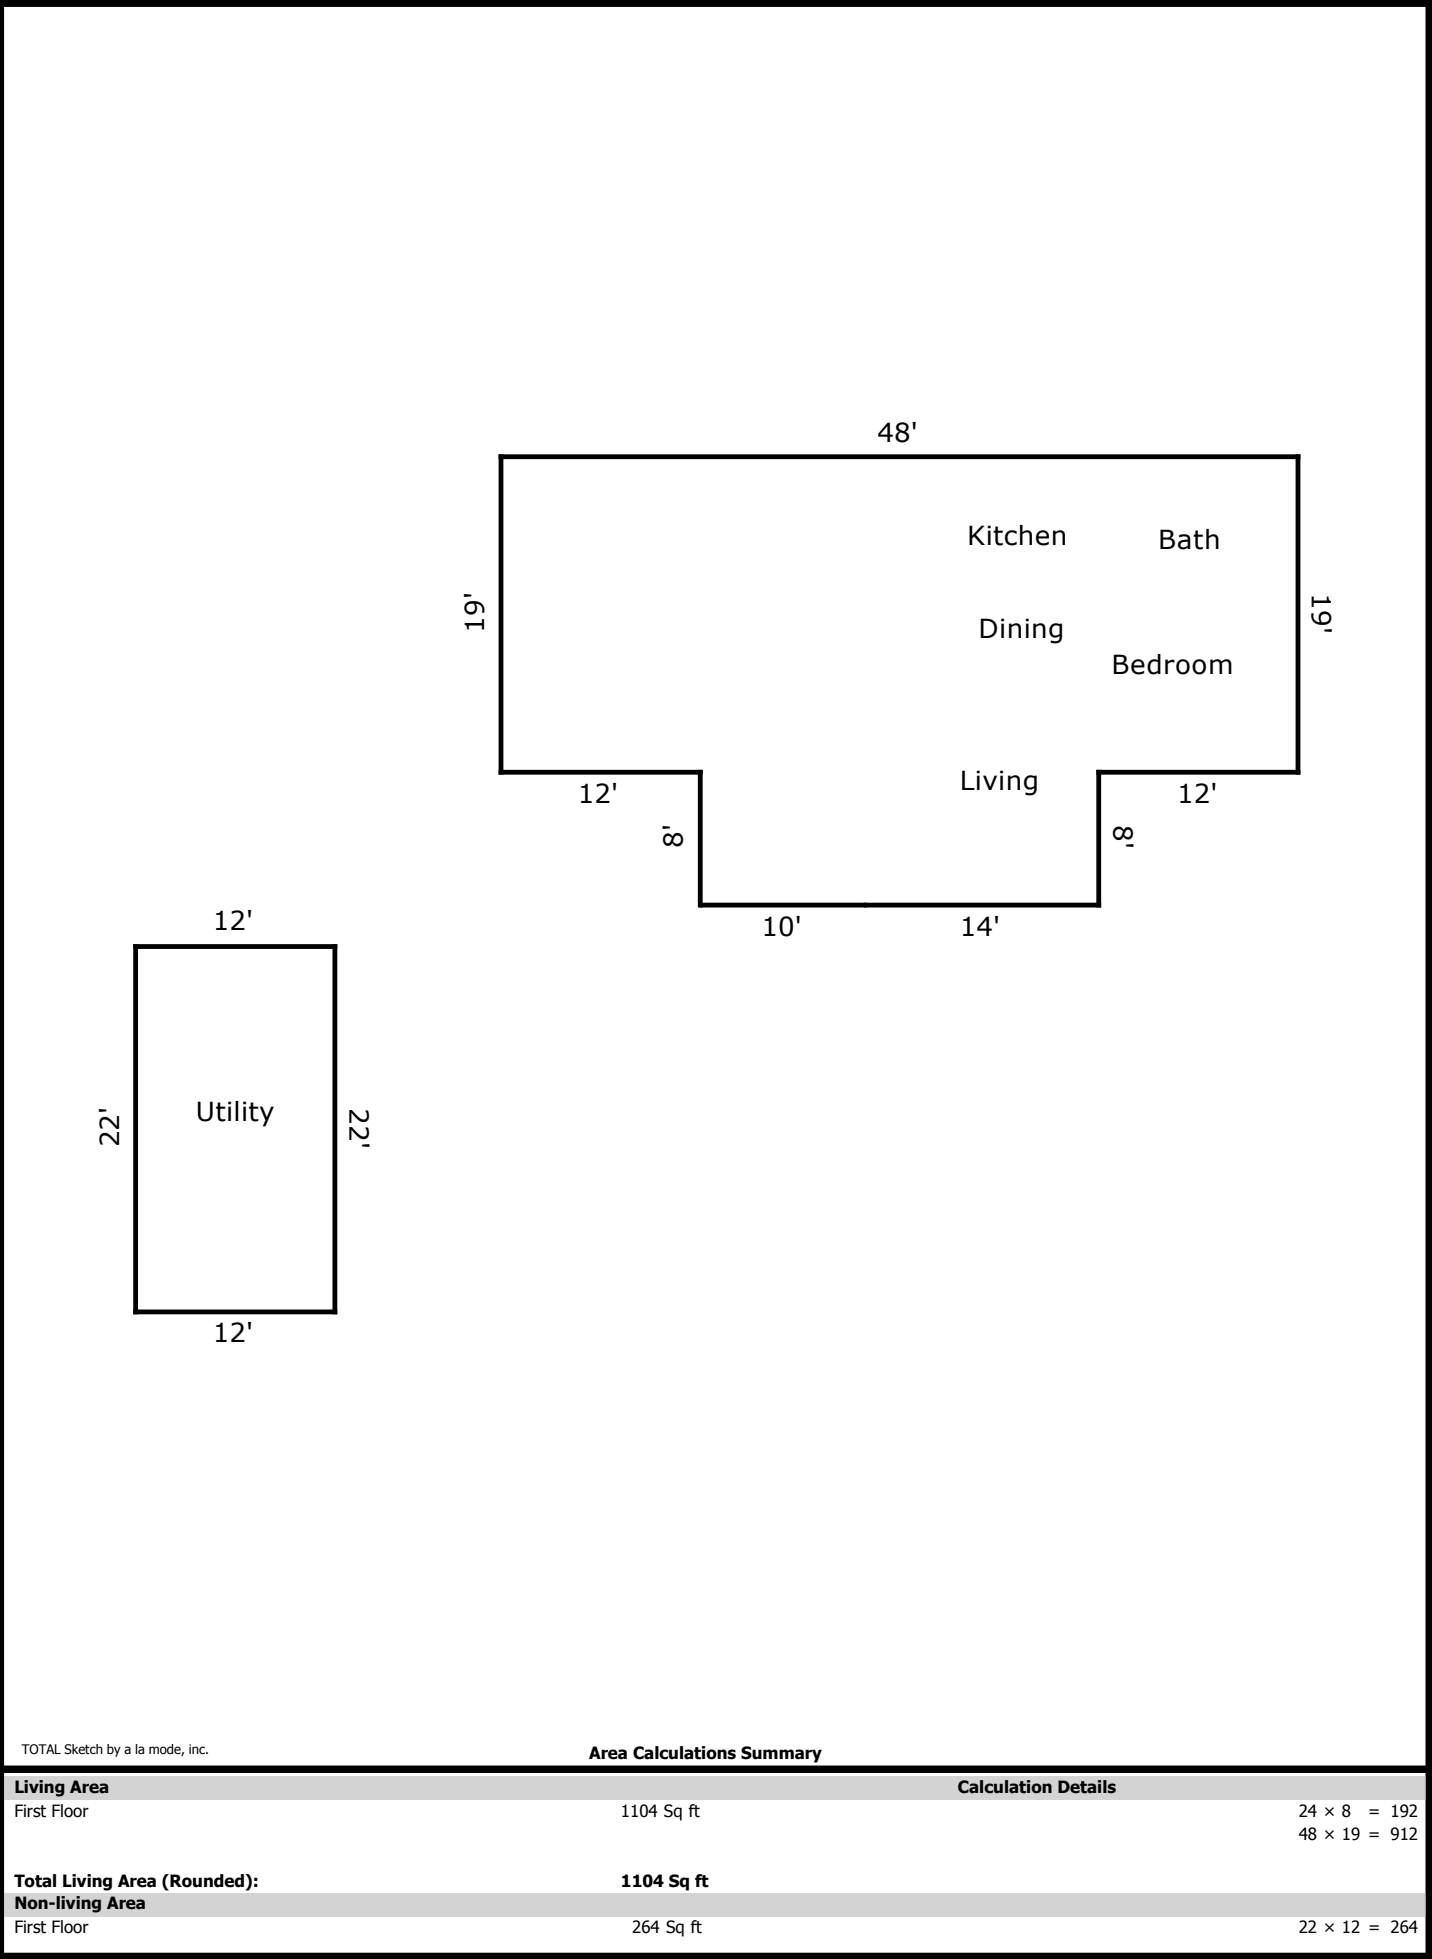 48'
Kitchen
Bath
19'
19'
Dining
Bedroom
Living
12'
12'
8'
8'
10'
14'
12'
22'
Utility
22'
12'
TOTAL Sketch by a la mode, inc.
Area Calculations Summary
Living Area Calculation Details
First Floor 1104 Sq ft 24 × 8 = 192
48 × 19 = 912
Total Living Area (Rounded): 1104 Sq ft
Non-living Area
First Floor 264 Sq ft 22 × 12 = 264